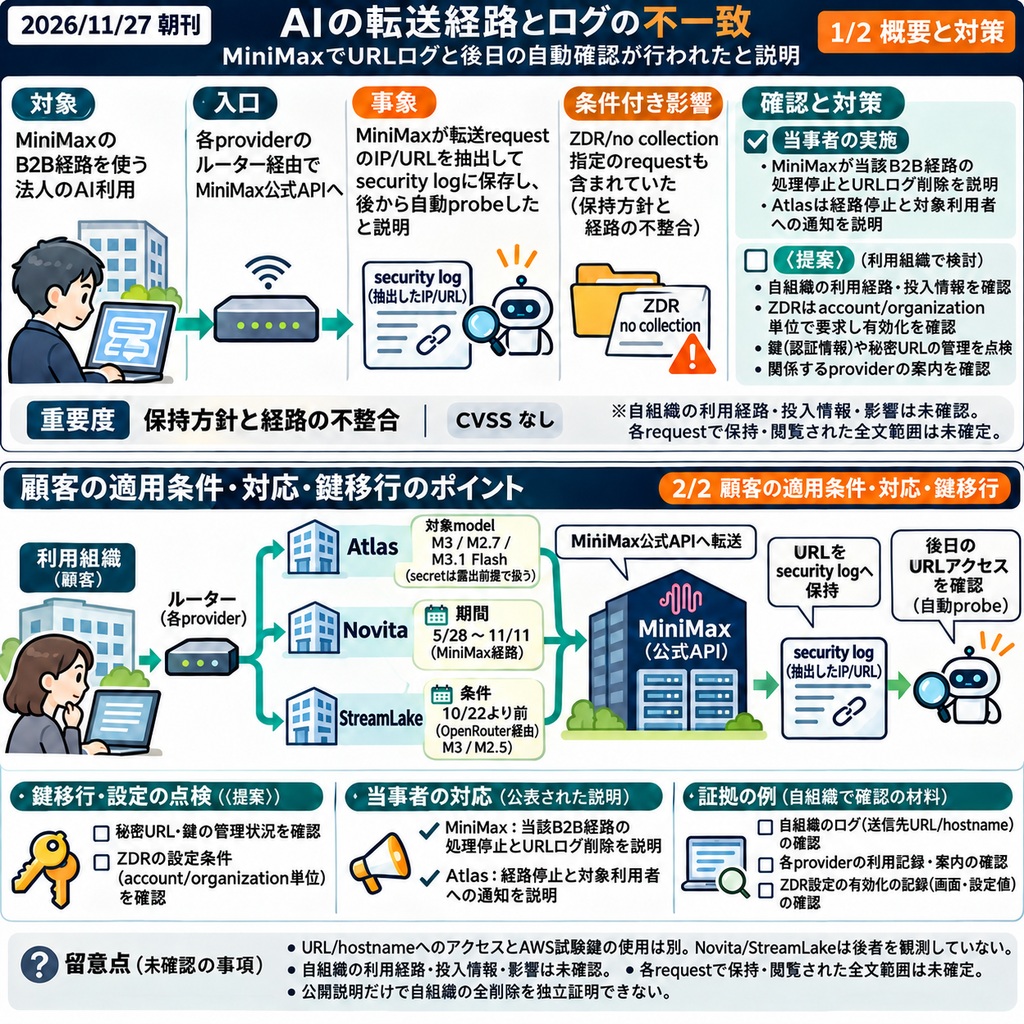 2026/11/27 朝刊
AIの転送経路とログの不一致
MiniMaxでURLログと後日の自動確認が行われたと説明
1/2 概要と対策
対象
MiniMaxの
B2B経路を使う
法人のAI利用
入口
各providerの
ルーター経由で
MiniMax公式APIへ
事象
MiniMaxが転送request
のIP/URLを抽出して
security logに保存し、
後から自動probeした
と説明
security log
(抽出したIP/URL)
条件付き影響
ZDR/no collection
指定のrequestも
含まれていた
(保持方針と
経路の不整合)
ZDR
no collection
確認と対策
当事者の実施
・MiniMaxが当該B2B経路の
処理停止とURLログ削除を説明
・Atlasは経路停止と対象利用者
への通知を説明
〈提案〉(利用組織で検討)
・自組織の利用経路・投入情報を確認
・ZDRはaccount/organization
単位で要求し有効化を確認
・鍵(認証情報)や秘密URLの管理を点検
・関係するproviderの案内を確認
重要度
保持方針と経路の不整合
CVSS なし
※自組織の利用経路・投入情報・影響は未確認。
各requestで保持・閲覧された全文範囲は未確定。
顧客の適用条件・対応・鍵移行のポイント
2/2 顧客の適用条件・対応・鍵移行
利用組織
(顧客)
ルーター
(各provider)
Atlas
対象model
M3 / M2.7 /
M3.1 Flash
(secretは露出前提で扱う)
Novita
期間
5/28 ～ 11/11
(MiniMax経路)
StreamLake
条件
10/22より前
(OpenRouter経由)
M3 / M2.5)
MiniMax公式APIへ転送
MiniMax
(公式API)
URLを
security logへ
保持
security log
(抽出したIP/URL)
後日の
URLアクセス
を確認
(自動probe)
・鍵移行・設定の点検(〈提案〉)
秘密URL・鍵の管理状況を確認
ZDRの設定条件
(account/organization単位)
を確認
・当事者の対応(公表された説明)
MiniMax：当該B2B経路の
処理停止とURLログ削除を説明
Atlas：経路停止と対象利用者
への通知を説明
・証拠の例(自組織で確認の材料)
自組織のログ(送信先URL/hostname)
の確認
各providerの利用記録・案内の確認
ZDR設定の有効化の記録(画面・設定値)
の確認
?
留意点(未確認の事項)
・URL/hostnameへのアクセスとAWS試験鍵の使用は別。Novita/StreamLakeは後者を観測していない。
・自組織の利用経路・投入情報・影響は未確認。 ・各requestで保持・閲覧された全文範囲は未確定。
・公開説明だけで自組織の全削除を独立証明できない。